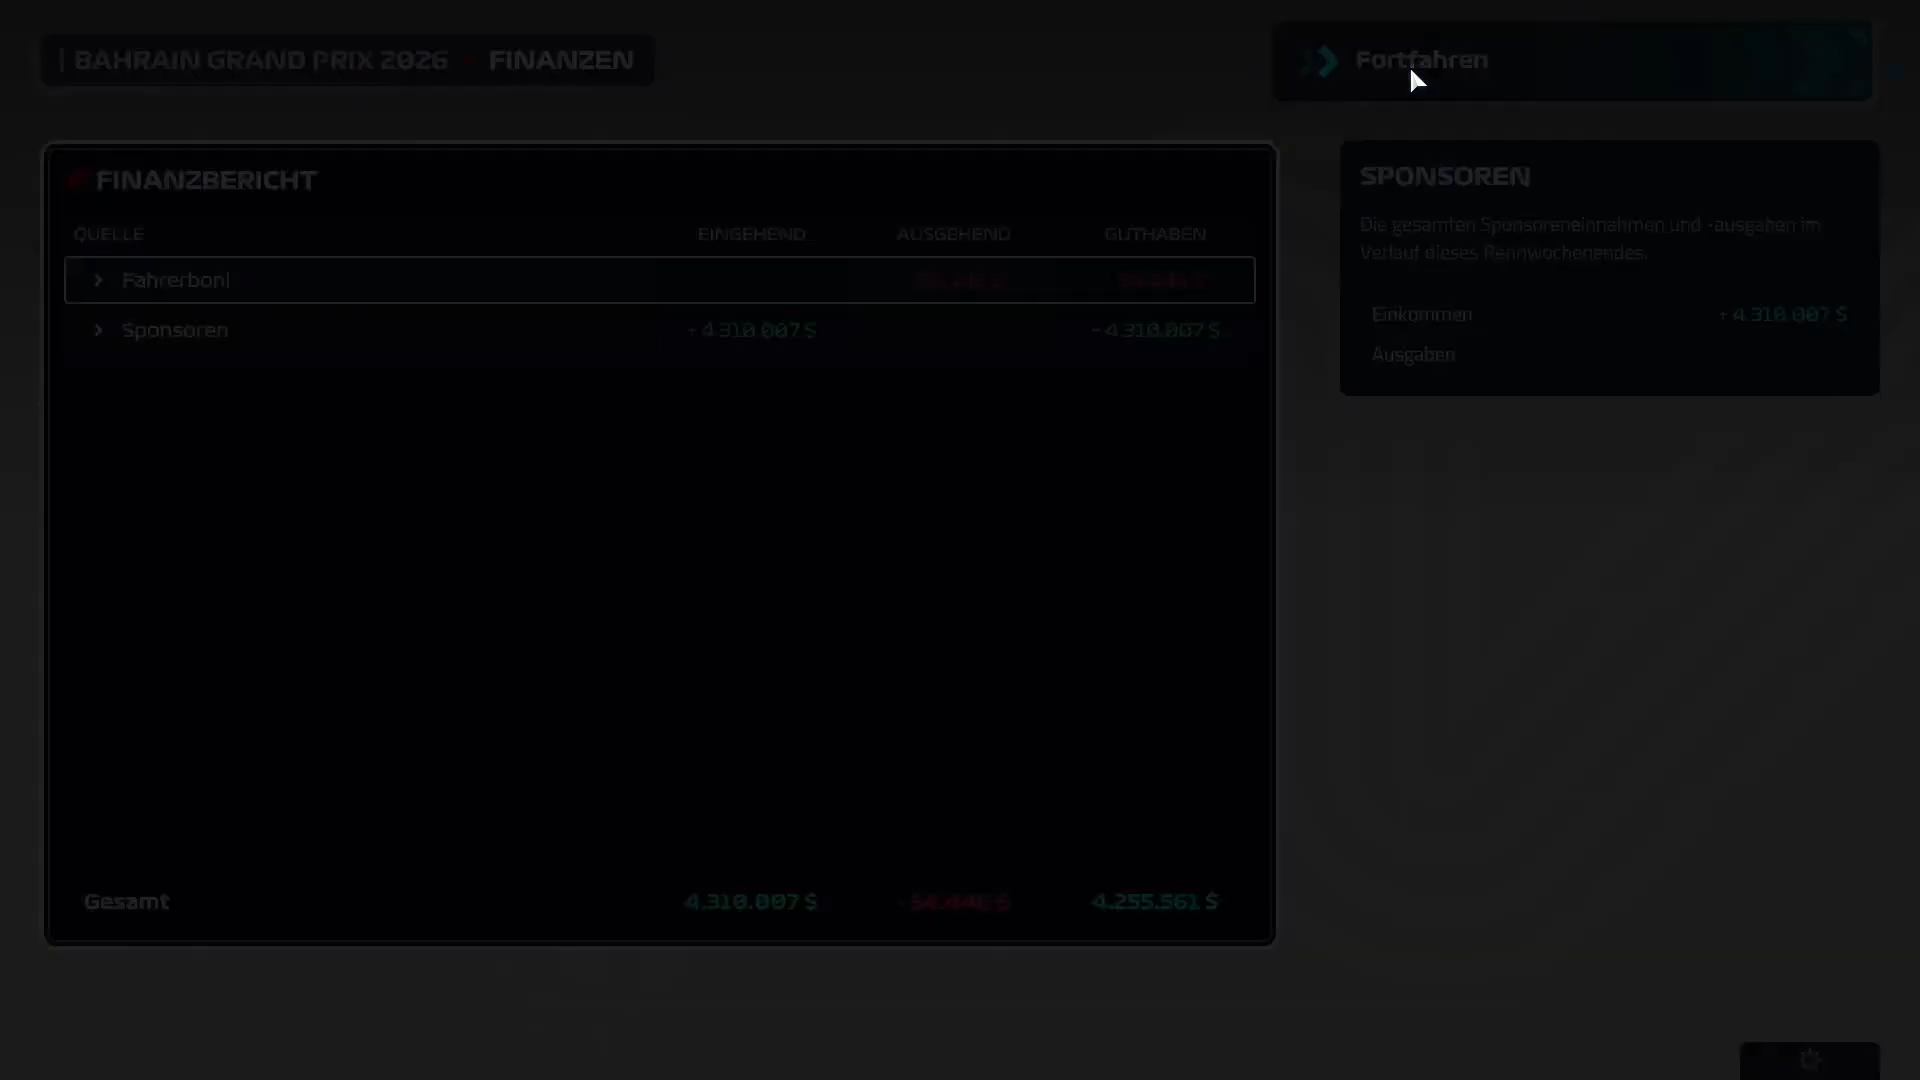 BAHRAIN GRAND PRIX 2026 FINANZEN
Fortfahren
FINANZBERICHT
QUELLE EINGEHEND AUSGEHEND GUTHABEN
Fahrerboni
Sponsoren + 4.310.007 $ + 4.310.007 $
Gesamt 4.310.007 $ - 54.446 $ 4.255.561 $
SPONSOREN
Die gesamten Sponsoreneinnahmen und -ausgaben im
Verlauf dieses Rennwochenendes.
Einkommen + 4.310.007 $
Ausgaben